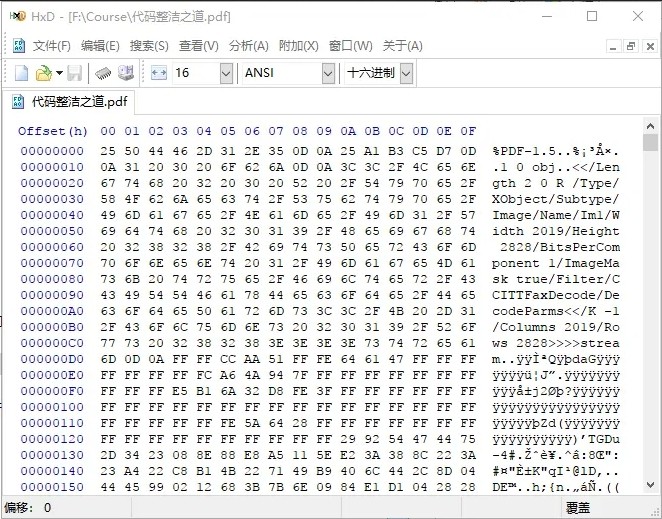 HxD - [F:\Course\代码整洁之道.pdf]
文件(F) 编辑(E) 搜索(S) 查看(V) 分析(A) 附加(X) 窗口(W) 关于(A)
16 ANSI 十六进制
代码整洁之道.pdf
Offset(h) 00 01 02 03 04 05 06 07 08 09 0A 0B 0C 0D 0E 0F
00000000 25 50 44 46 2D 31 2E 35 0D 0A 25 A1 B3 C5 D7 0D %PDF-1.5..%¡³Å×.
00000010 0A 31 20 30 20 6F 62 6A 0D 0A 3C 3C 2F 4C 65 6E .1 0 obj..<</Len
00000020 67 74 68 20 32 20 30 20 52 20 2F 54 79 70 65 2F gth 2 0 R /Type/
00000030 58 4F 62 6A 65 63 74 2F 53 75 62 74 79 70 65 2F XObject/Subtype/
00000040 49 6D 61 67 65 2F 4E 61 6D 65 2F 49 6D 31 2F 57 Image/Name/Im1/W
00000050 69 64 74 68 20 32 30 31 39 2F 48 65 69 67 68 74 idth 2019/Height
00000060 20 32 38 32 38 2F 42 69 74 73 50 65 72 43 6F 6D 2828/BitsPerCom
00000070 70 6F 6E 65 6E 74 20 31 2F 49 6D 61 67 65 4D 61 ponent 1/ImageMa
00000080 73 6B 20 74 72 75 65 2F 46 69 6C 74 65 72 2F 43 sk true/Filter/C
00000090 43 49 54 54 46 61 78 44 65 63 6F 64 65 2F 44 65 CITTFaxDecode/De
000000A0 63 6F 64 65 50 61 72 6D 73 3C 3C 2F 4B 20 2D 31 codeParms<</K -1
000000B0 2F 43 6F 6C 75 6D 6E 73 20 32 30 31 39 2F 52 6F /Columns 2019/Ro
000000C0 77 73 20 32 38 32 38 3E 3E 3E 3E 73 74 72 65 61 ws 2828>>>>strea
000000D0 6D 0D 0A FF FF CC AA 51 FF FE 64 61 47 FF FF FF m..ÿÿÌªQÿþdaGÿÿÿ
000000E0 FF FF FF FF FF FC A6 4A 94 7F FF FF FF FF FF FF ÿÿÿÿÿü¦J”.ÿÿÿÿÿÿ
000000F0 FF FF FF E5 B1 6A 32 D8 FE 3F FF FF FF FF FF FF ÿÿÿå±j2Øþ?ÿÿÿÿÿÿ
00000100 FF FF FF FF FF FF FF FF FF FF FF FF FF FF FF FF ÿÿÿÿÿÿÿÿÿÿÿÿÿÿÿÿ
00000110 FF FF FF FF FF FE 5A 64 28 FF FF FF FF FF FF FF ÿÿÿÿÿþZd(ÿÿÿÿÿÿÿ
00000120 FF FF FF FF FF FF FF FF FF FF 29 92 54 47 44 75 ÿÿÿÿÿÿÿÿÿÿ)’TGDu
00000130 2D 34 23 08 8E 88 E8 A5 11 5E E2 3A 38 8C 22 3A -4#.Žˆè¥.^â:8Œ":
00000140 23 A4 22 C8 B1 4B 22 71 49 B9 40 6C 44 2C 8D 04 #¤"È±K"qI¹@lD,..
00000150 44 45 99 02 12 68 3B 7B 6E 09 84 E1 D1 04 28 28 DE™..h;{n.„áÑ.((
偏移: 0 覆盖